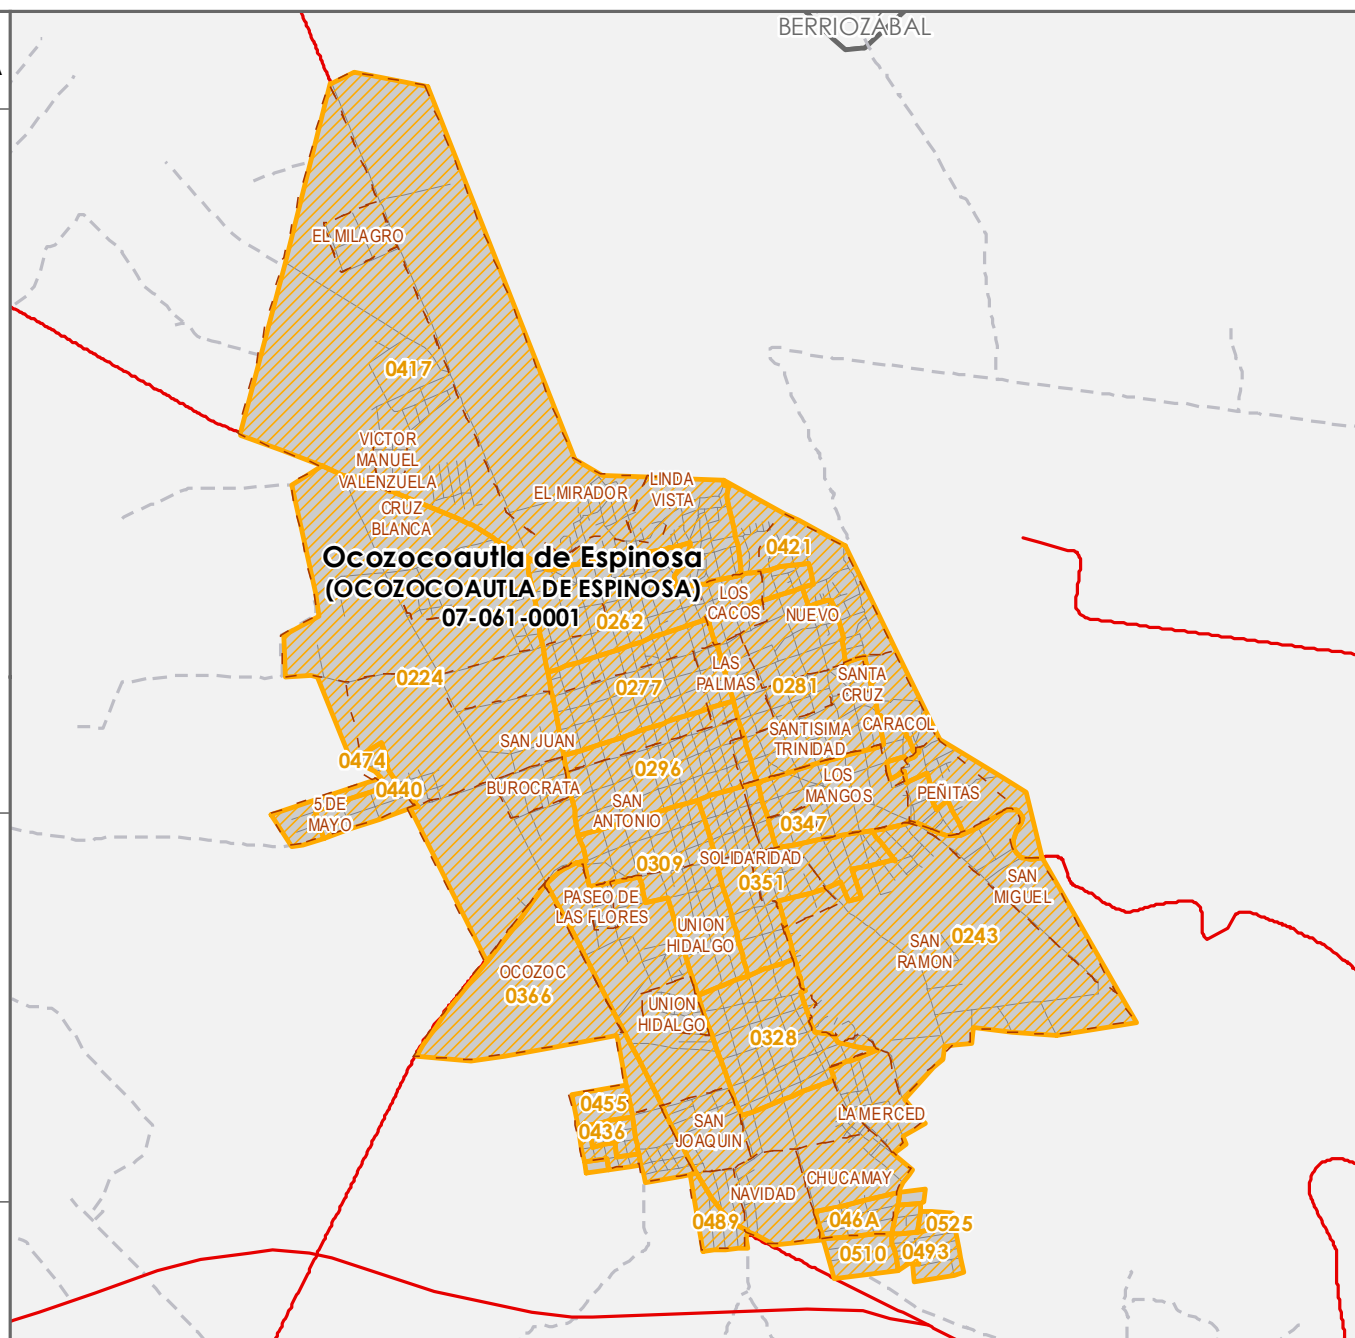 BERRIOZÁBAL
EL MILAGRO
0417
VICTOR
MANUEL
VALENZUELA
CRUZ
BLANCA
EL MIRADOR
LINDA
VISTA
Ocozocoautla de Espinosa
(OCOZOCOAUTLA DE ESPINOSA)
07-061-0001
0421
LOS
CACOS
NUEVO
0262
0224
0277
LAS
PALMAS
0281
SANTA
CRUZ
CARACOL
SAN JUAN
SANTISIMA
TRINIDAD
0474
0440
0296
BUROCRATA
LOS
MANGOS
PEÑITAS
5 DE
MAYO
SAN
ANTONIO
0347
0309
SOLIDARIDAD
0351
SAN
MIGUEL
PASEO DE
LAS FLORES
UNION
HIDALGO
SAN
RAMON
0243
OCOZOC
0366
UNION
HIDALGO
0328
0455
0436
SAN
JOAQUIN
LA MERCED
CHUCAMAY
NAVIDAD
0489
046A
0525
0510
0493